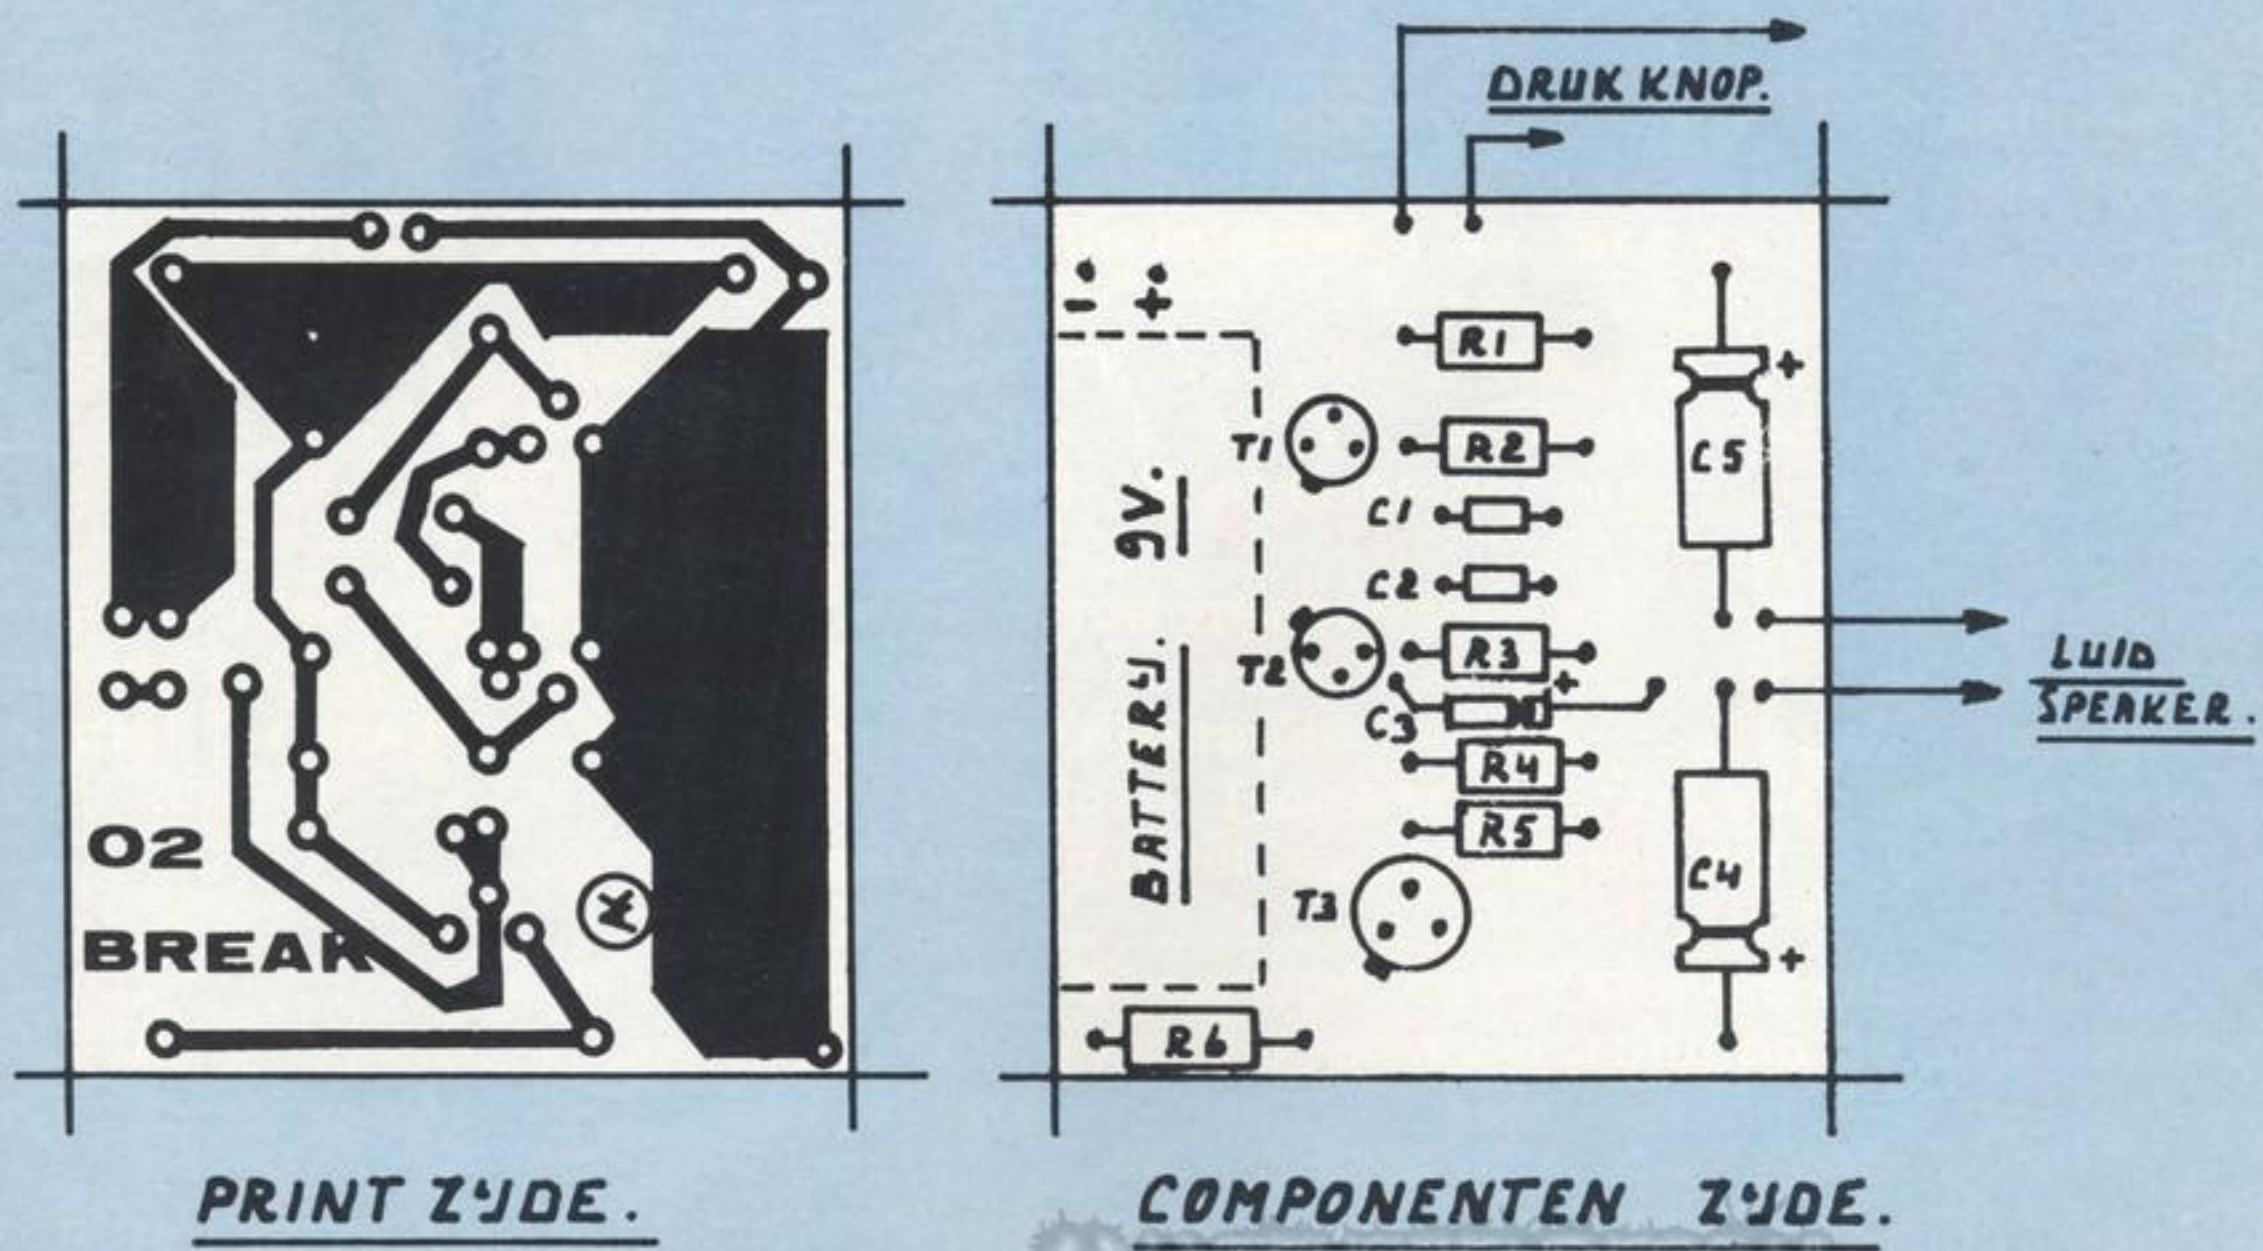 DRUK KNOP.
- +
R1
+
T1
R2
C5
9V.
C1
C2
BATTERY.
T2
R3
+
C3
LUID
SPEAKER.
R4
R5
O2
C4
T3
K
BREAK
+
R6
PRINT ZIJDE.
COMPONENTEN ZIJDE.